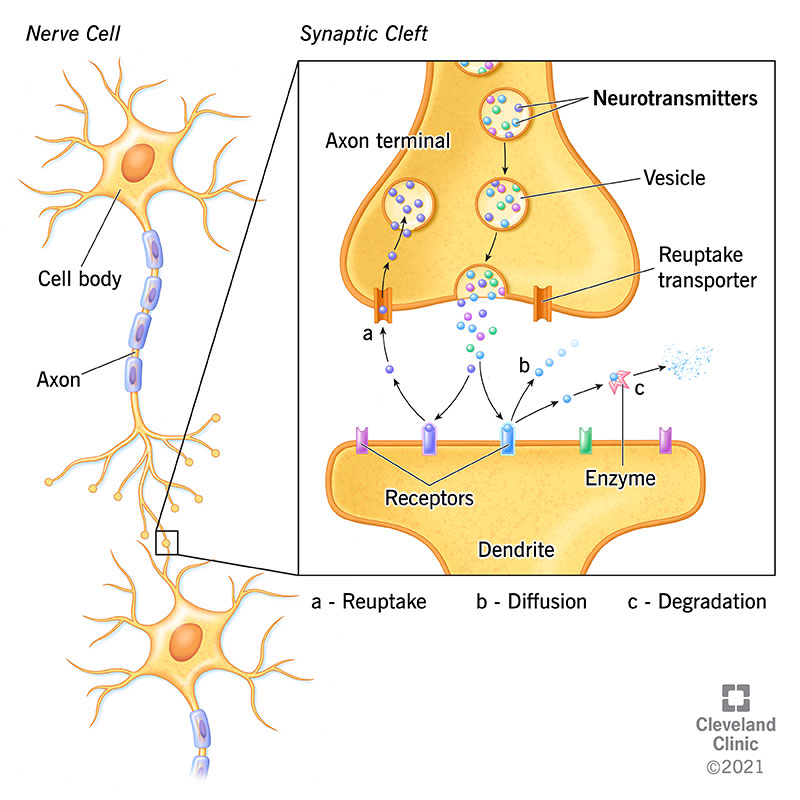 Nerve Cell
Synaptic Cleft
Neurotransmitters
Axon terminal
Vesicle
Cell body
Reuptake
transporter
a
b
Axon
c
Receptors
Enzyme
Dendrite
a - Reuptake
b - Diffusion
c - Degradation
Cleveland
Clinic
©2021